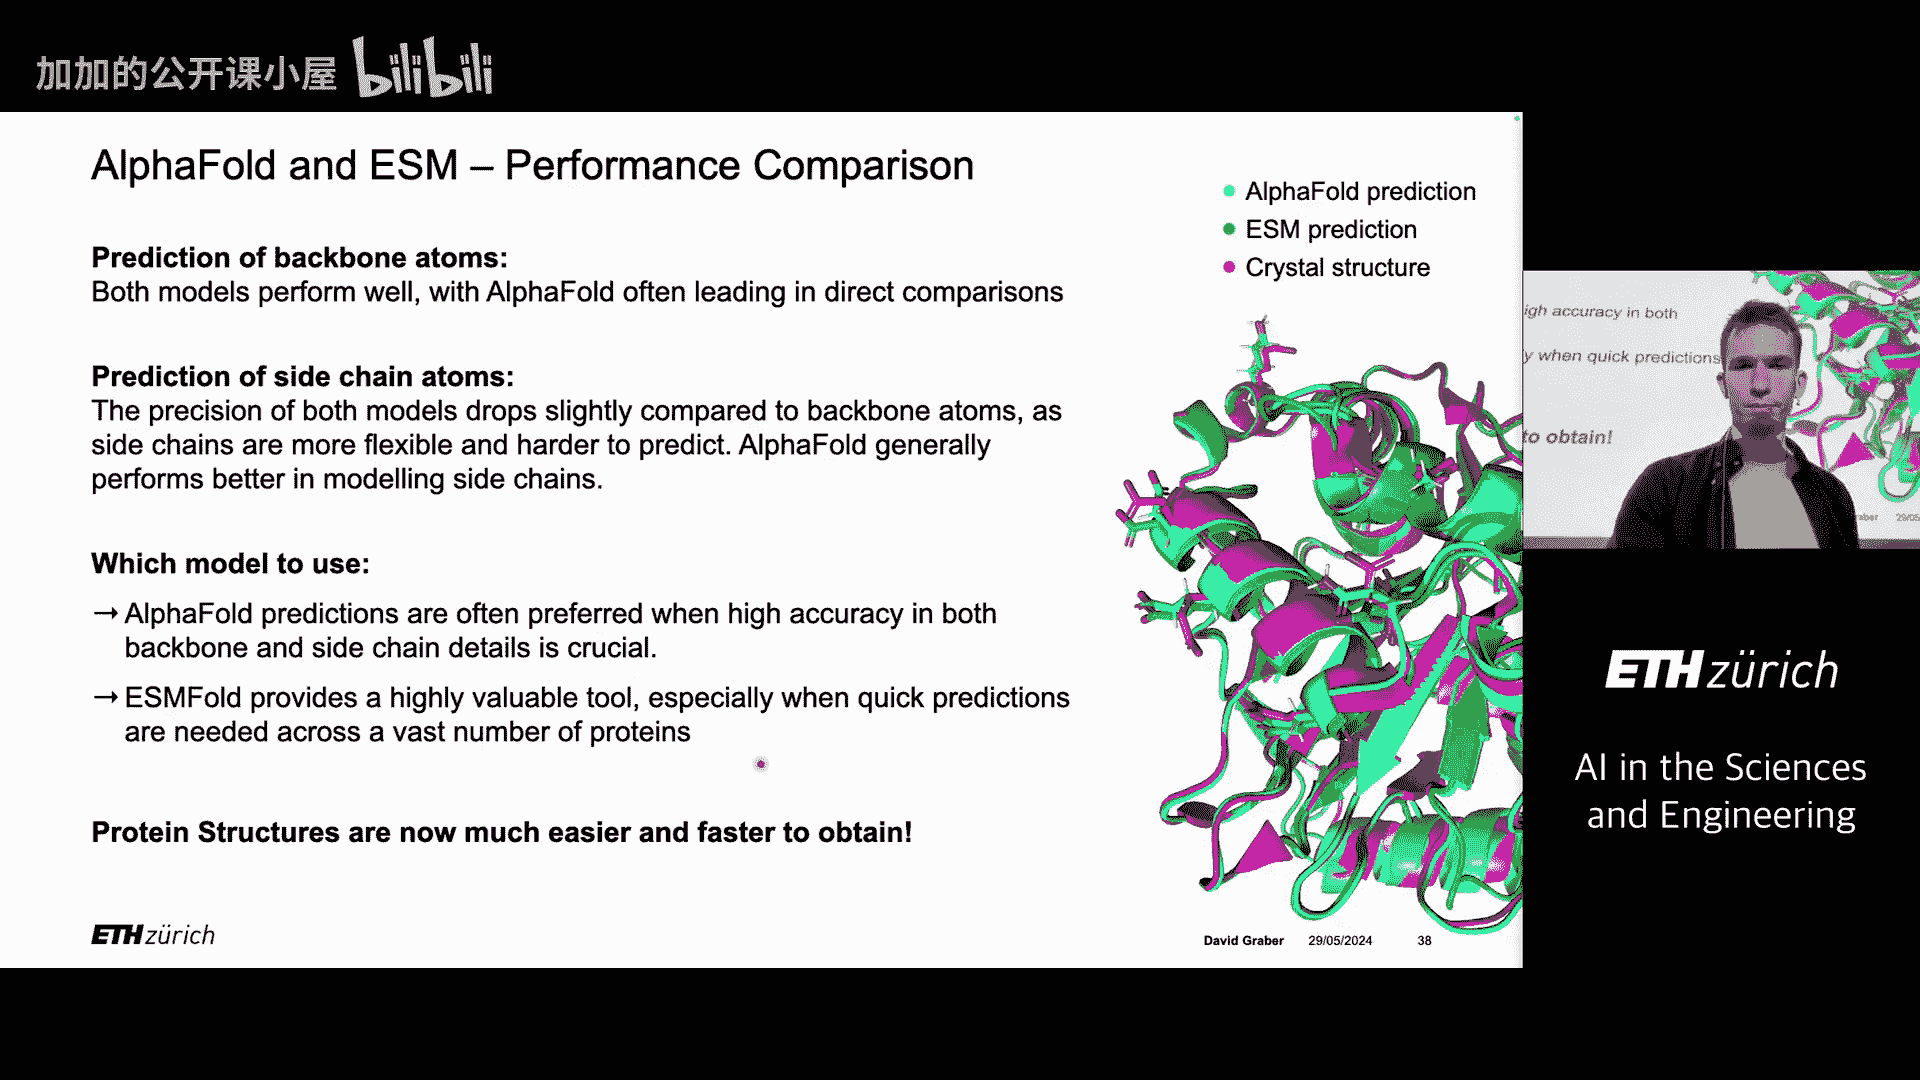 加加的公开课小屋 bilibili
AlphaFold and ESM – Performance Comparison
AlphaFold prediction
ESM prediction
Crystal structure
Prediction of backbone atoms:
Both models perform well, with AlphaFold often leading in direct comparisons
Prediction of side chain atoms:
The precision of both models drops slightly compared to backbone atoms, as
side chains are more flexible and harder to predict. AlphaFold generally
performs better in modelling side chains.
Which model to use:
→ AlphaFold predictions are often preferred when high accuracy in both
backbone and side chain details is crucial.
→ ESMFold provides a highly valuable tool, especially when quick predictions
are needed across a vast number of proteins
Protein Structures are now much easier and faster to obtain!
ETH zürich
David Graber 29/05/2024 38
igh accuracy in both
y when quick predictions
to obtain!
raber 29/05
ETH zürich
AI in the Sciences
and Engineering